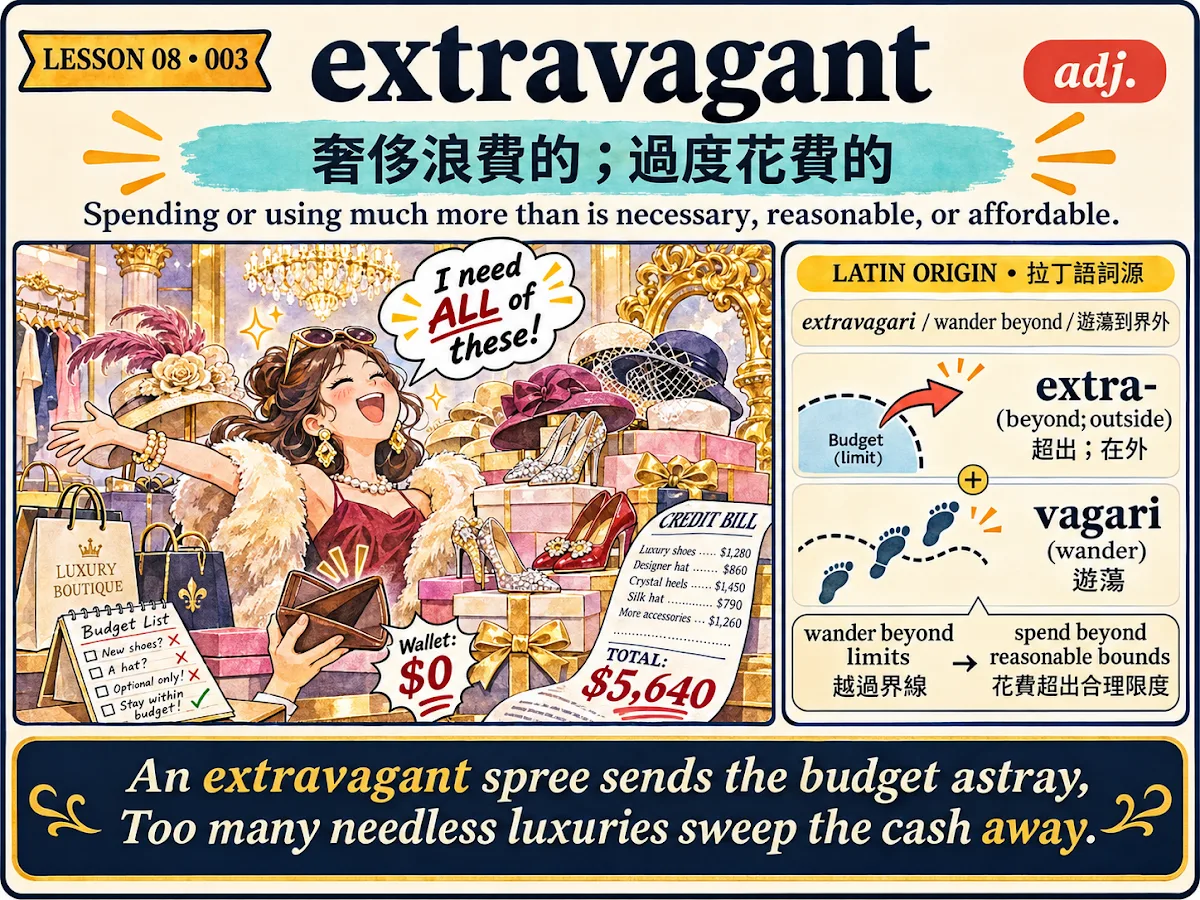 LESSON 08 • 003
extravagant
adj.
奢侈浪費的；過度花費的
Spending or using much more than is necessary, reasonable, or affordable.
I need
ALL of
these!
LUXURY
BOUTIQUE
Budget List
New shoes?
A hat?
Optional only!
Stay within
budget!
Wallet:
$0
CREDIT BILL
Luxury shoes ..... $1,280
Designer hat ...... $860
Crystal heels ..... $1,450
Silk hat ............ $790
More accessories ... $1,260
TOTAL:
$5,640
LATIN ORIGIN • 拉丁語詞源
extravagari / wander beyond / 遊蕩到界外
Budget
(limit)
extra-
(beyond; outside)
超出；在外
+
vagari
(wander)
遊蕩
wander beyond
limits
越過界線
→
spend beyond
reasonable bounds
花費超出合理限度
An extravagant spree sends the budget astray,
Too many needless luxuries sweep the cash away.